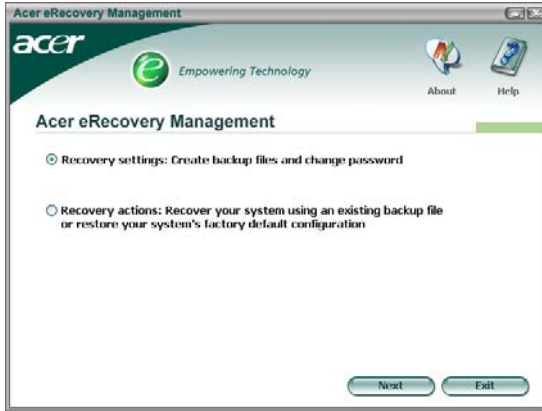 Acer eRecovery Management
acer
e Empowering Technology
About Help
Acer eRecovery Management
Recovery settings: Create backup files and change password
Recovery actions: Recover your system using an existing backup file
or restore your system's factory default configuration
Next Exit